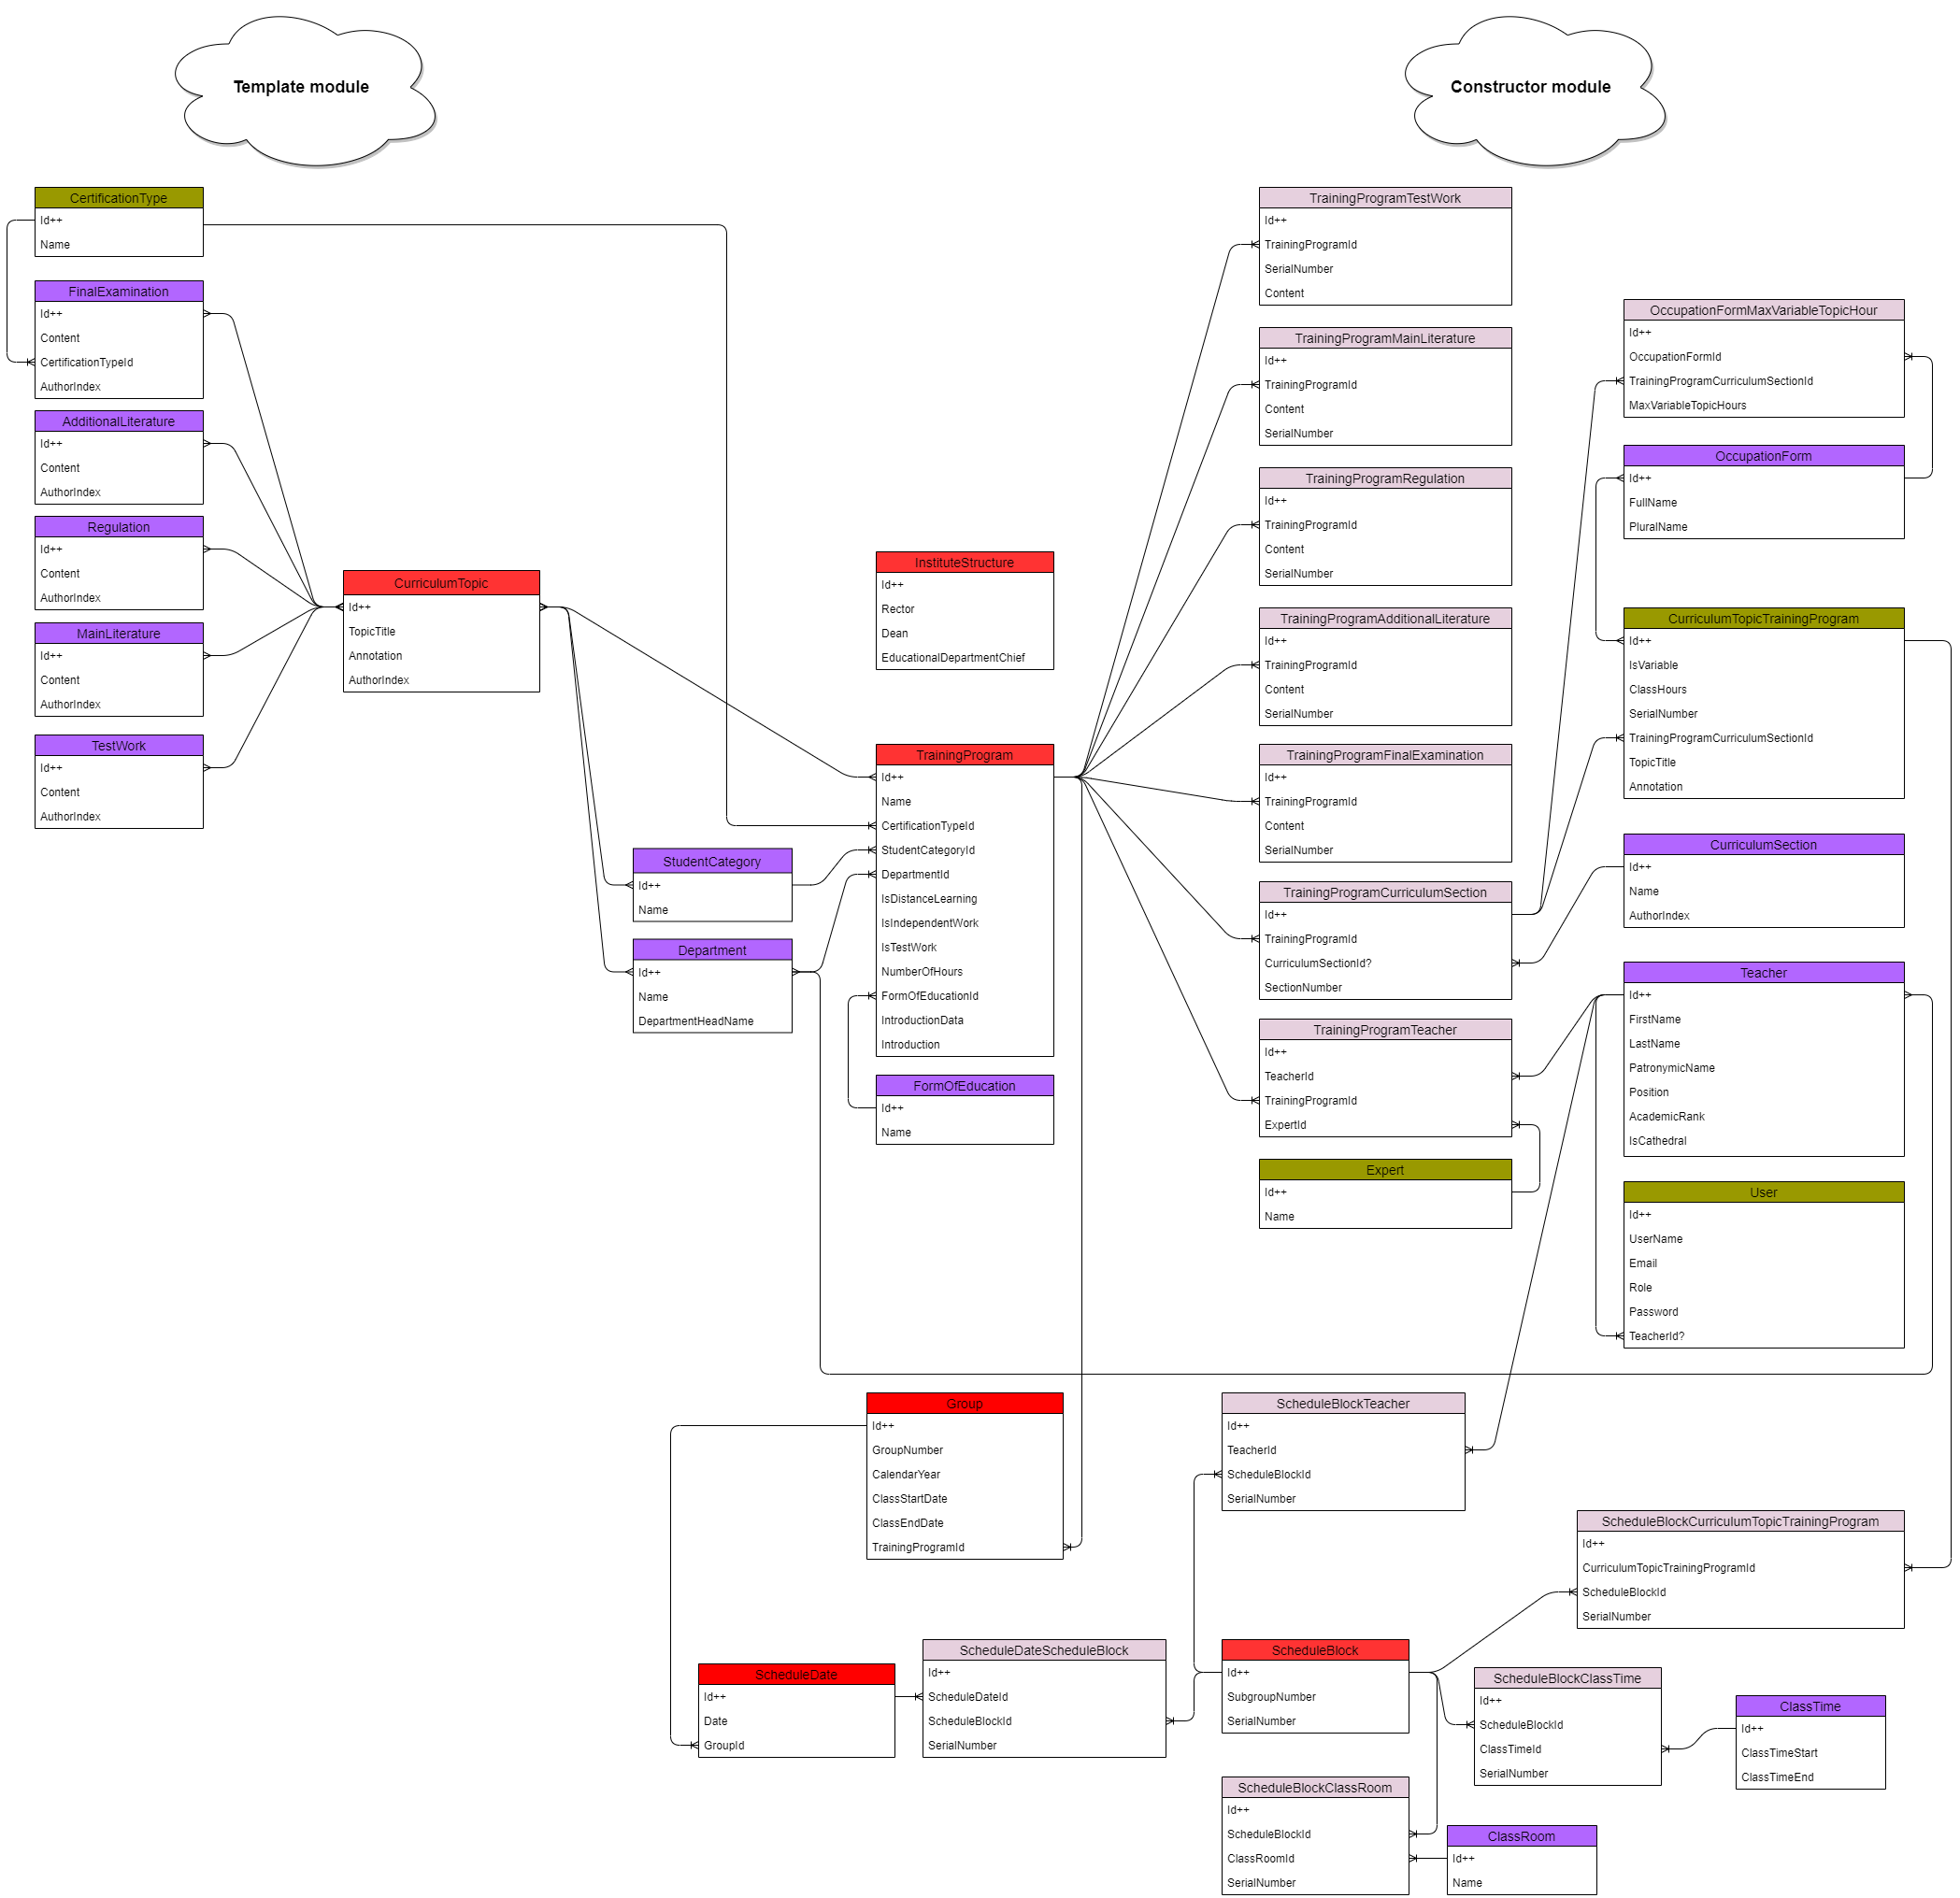 Template module
Constructor module
CertificationType
Id++
Name
FinalExamination
Id++
Content
CertificationTypeId
AuthorIndex
AdditionalLiterature
Id++
Content
AuthorIndex
Regulation
Id++
Content
AuthorIndex
MainLiterature
Id++
Content
AuthorIndex
TestWork
Id++
Content
AuthorIndex
CurriculumTopic
Id++
TopicTitle
Annotation
AuthorIndex
StudentCategory
Id++
Name
Department
Id++
Name
DepartmentHeadName
InstituteStructure
Id++
Rector
Dean
EducationalDepartmentChief
TrainingProgram
Id++
Name
CertificationTypeId
StudentCategoryId
DepartmentId
IsDistanceLearning
IsIndependentWork
IsTestWork
NumberOfHours
FormOfEducationId
IntroductionData
Introduction
FormOfEducation
Id++
Name
TrainingProgramTestWork
Id++
TrainingProgramId
SerialNumber
Content
TrainingProgramMainLiterature
Id++
TrainingProgramId
Content
SerialNumber
TrainingProgramRegulation
Id++
TrainingProgramId
Content
SerialNumber
TrainingProgramAdditionalLiterature
Id++
TrainingProgramId
Content
SerialNumber
TrainingProgramFinalExamination
Id++
TrainingProgramId
Content
SerialNumber
TrainingProgramCurriculumSection
Id++
TrainingProgramId
CurriculumSectionId?
SectionNumber
TrainingProgramTeacher
Id++
TeacherId
TrainingProgramId
ExpertId
Expert
Id++
Name
OccupationFormMaxVariableTopicHour
Id++
OccupationFormId
TrainingProgramCurriculumSectionId
MaxVariableTopicHours
OccupationForm
Id++
FullName
PluralName
CurriculumTopicTrainingProgram
Id++
IsVariable
ClassHours
SerialNumber
TrainingProgramCurriculumSectionId
TopicTitle
Annotation
CurriculumSection
Id++
Name
AuthorIndex
Teacher
Id++
FirstName
LastName
PatronymicName
Position
AcademicRank
IsCathedral
User
Id++
UserName
Email
Role
Password
TeacherId?
Group
Id++
GroupNumber
CalendarYear
ClassStartDate
ClassEndDate
TrainingProgramId
ScheduleBlockTeacher
Id++
TeacherId
ScheduleBlockId
SerialNumber
ScheduleBlockCurriculumTopicTrainingProgram
Id++
CurriculumTopicTrainingProgramId
ScheduleBlockId
SerialNumber
ScheduleDate
Id++
Date
GroupId
ScheduleDateScheduleBlock
Id++
ScheduleDateId
ScheduleBlockId
SerialNumber
ScheduleBlock
Id++
SubgroupNumber
SerialNumber
ScheduleBlockClassTime
Id++
ScheduleBlockId
ClassTimeId
SerialNumber
ClassTime
Id++
ClassTimeStart
ClassTimeEnd
ScheduleBlockClassRoom
Id++
ScheduleBlockId
ClassRoomId
SerialNumber
ClassRoom
Id++
Name